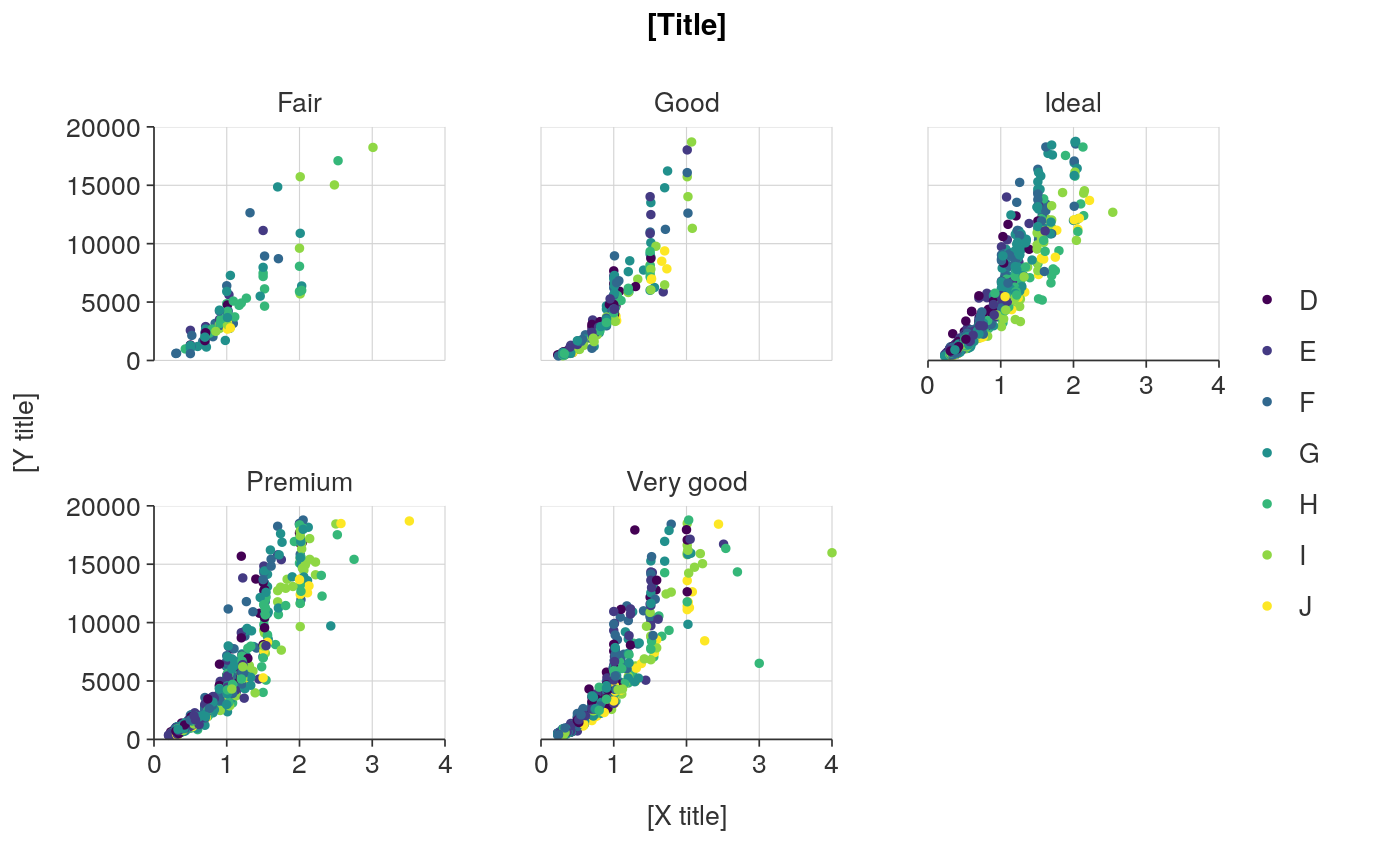 [Title]
Fair
Good
Ideal
20000
15000
10000
5000
0
0 1 2 3 4
D
E
F
G
H
I
J
[Y title]
Premium
Very good
20000
15000
10000
5000
0
0 1 2 3 4
0 1 2 3 4
[X title]